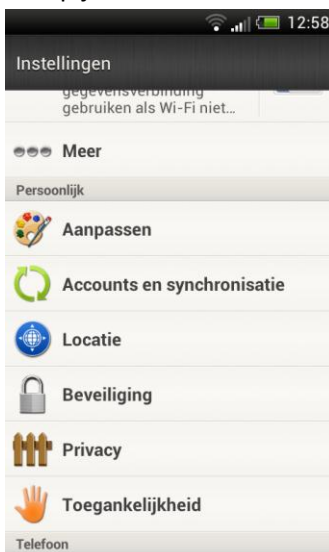 12:58
Instellingen
gegevensverbinding
gebruiken als Wi-Fi niet...
Meer
Persoonlijk
Aanpassen
Accounts en synchronisatie
Locatie
Beveiliging
Privacy
Toegankelijkheid
Telefoon